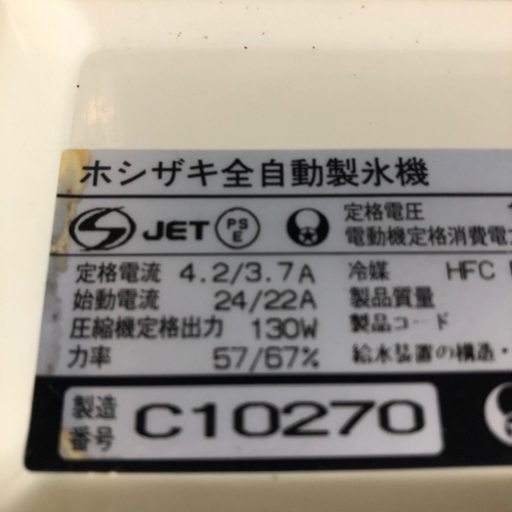 ホシザキ全自動製氷機
JET PS E 定格電圧
電動機定格消費電
定格電流 4.2/3.7A 冷媒 HFC
始動電流 24/22A 製品質量
圧縮機定格出力 130W 製品コード
力率 57/67% 給水装置の構造・
製造番号 C10270